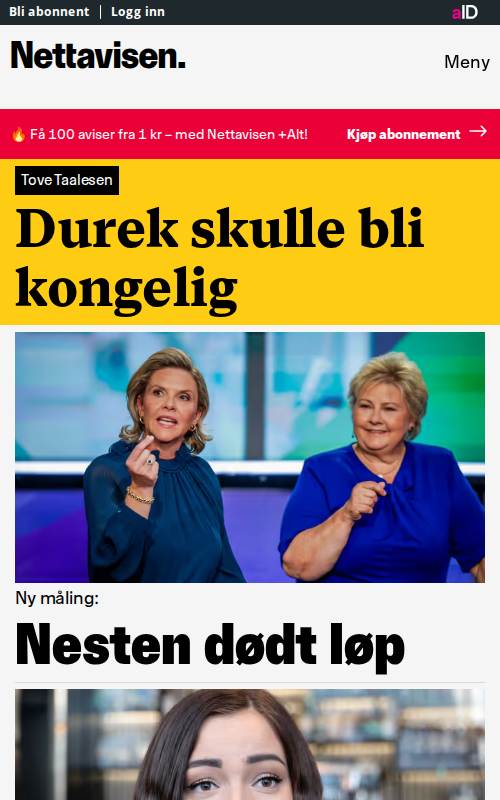 Bli abonnent | Logg inn
aID
Nettavisen.
Meny
🔥 Få 100 aviser fra 1 kr – med Nettavisen +Alt!
Kjøp abonnement →
Tove Taalesen
Durek skulle bli
kongelig
Ny måling:
Nesten dødt løp